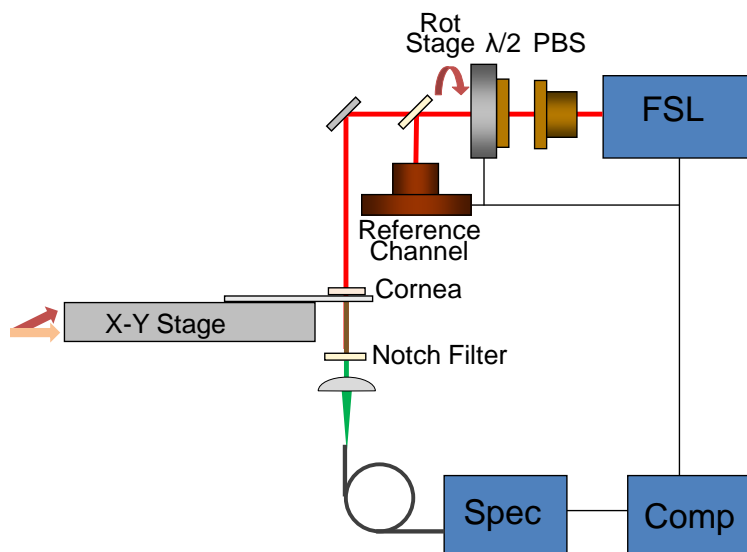 Rot
Stage λ/2 PBS
FSL
Reference
Channel
Cornea
X-Y Stage
Notch Filter
Spec
Comp